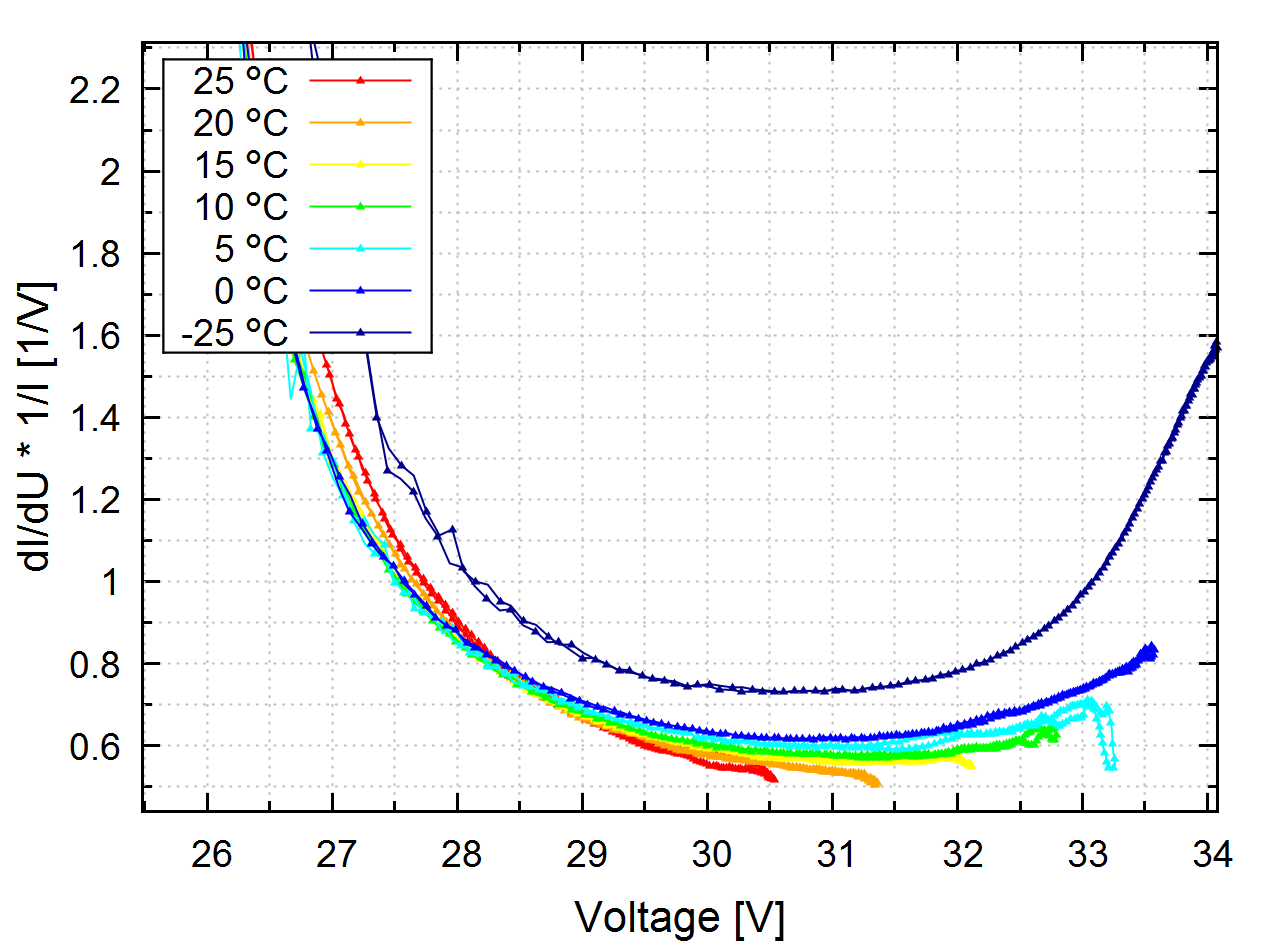 2.2
2
1.8
1.6
1.4
1.2
1
0.8
0.6
dI/dU * 1/I [1/V]
25 °C
20 °C
15 °C
10 °C
5 °C
0 °C
-25 °C
26 27 28 29 30 31 32 33 34
Voltage [V]